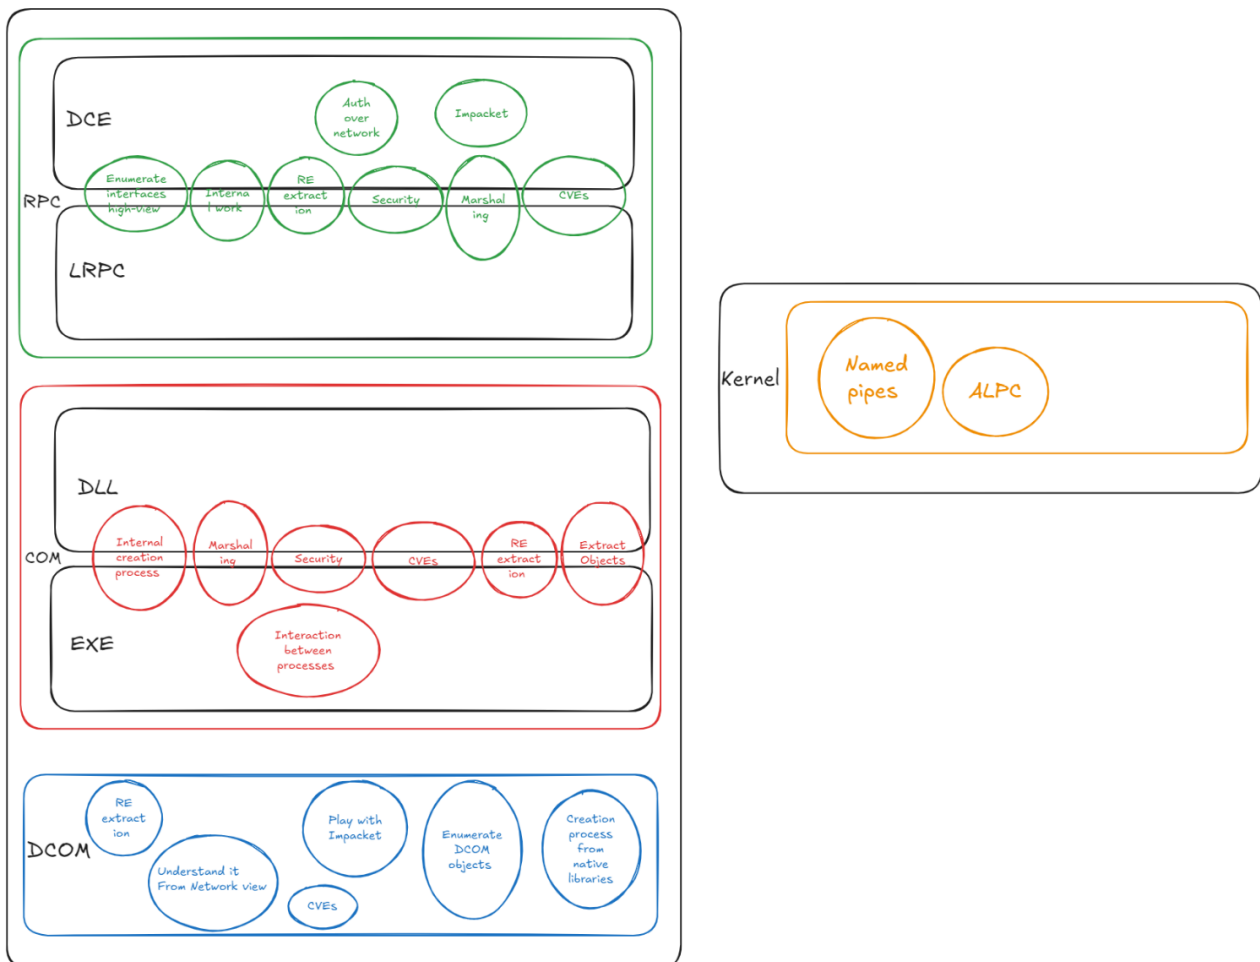 DCE
Auth
over
network
Impacket
RPC
Enumerate
interfaces
high-view
Interna
l work
RE
extract
ion
Security
Marshal
ing
CVEs
LRPC
DLL
COM
Internal
creation
process
Marshal
ing
Security
CVEs
RE
extract
ion
Extract
Objects
EXE
Interaction
between
processes
DCOM
RE
extract
ion
Understand it
From Network view
Play with
Impacket
CVEs
Enumerate
DCOM
objects
Creation
process
from
native
libraries
Kernel
Named
pipes
ALPC